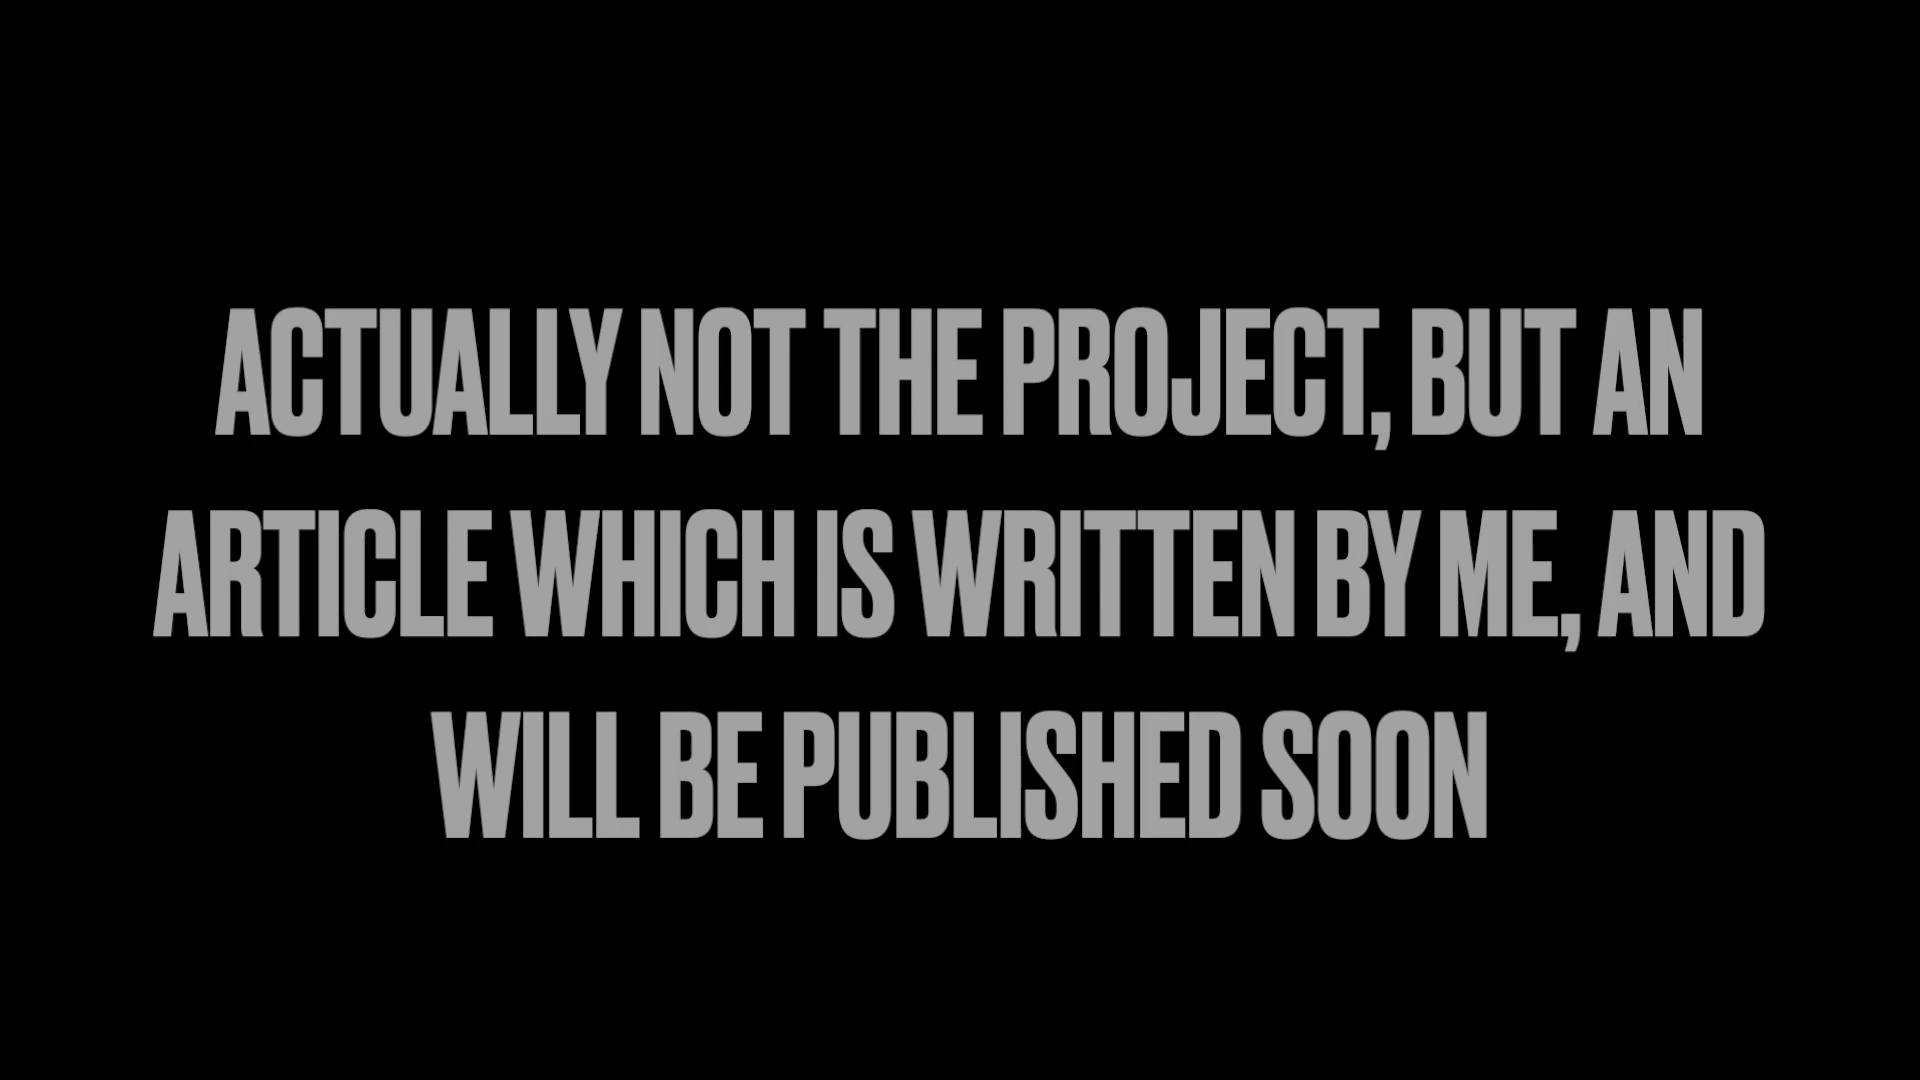 ACTUALLY NOT THE PROJECT, BUT AN
ARTICLE WHICH IS WRITTEN BY ME, AND
WILL BE PUBLISHED SOON